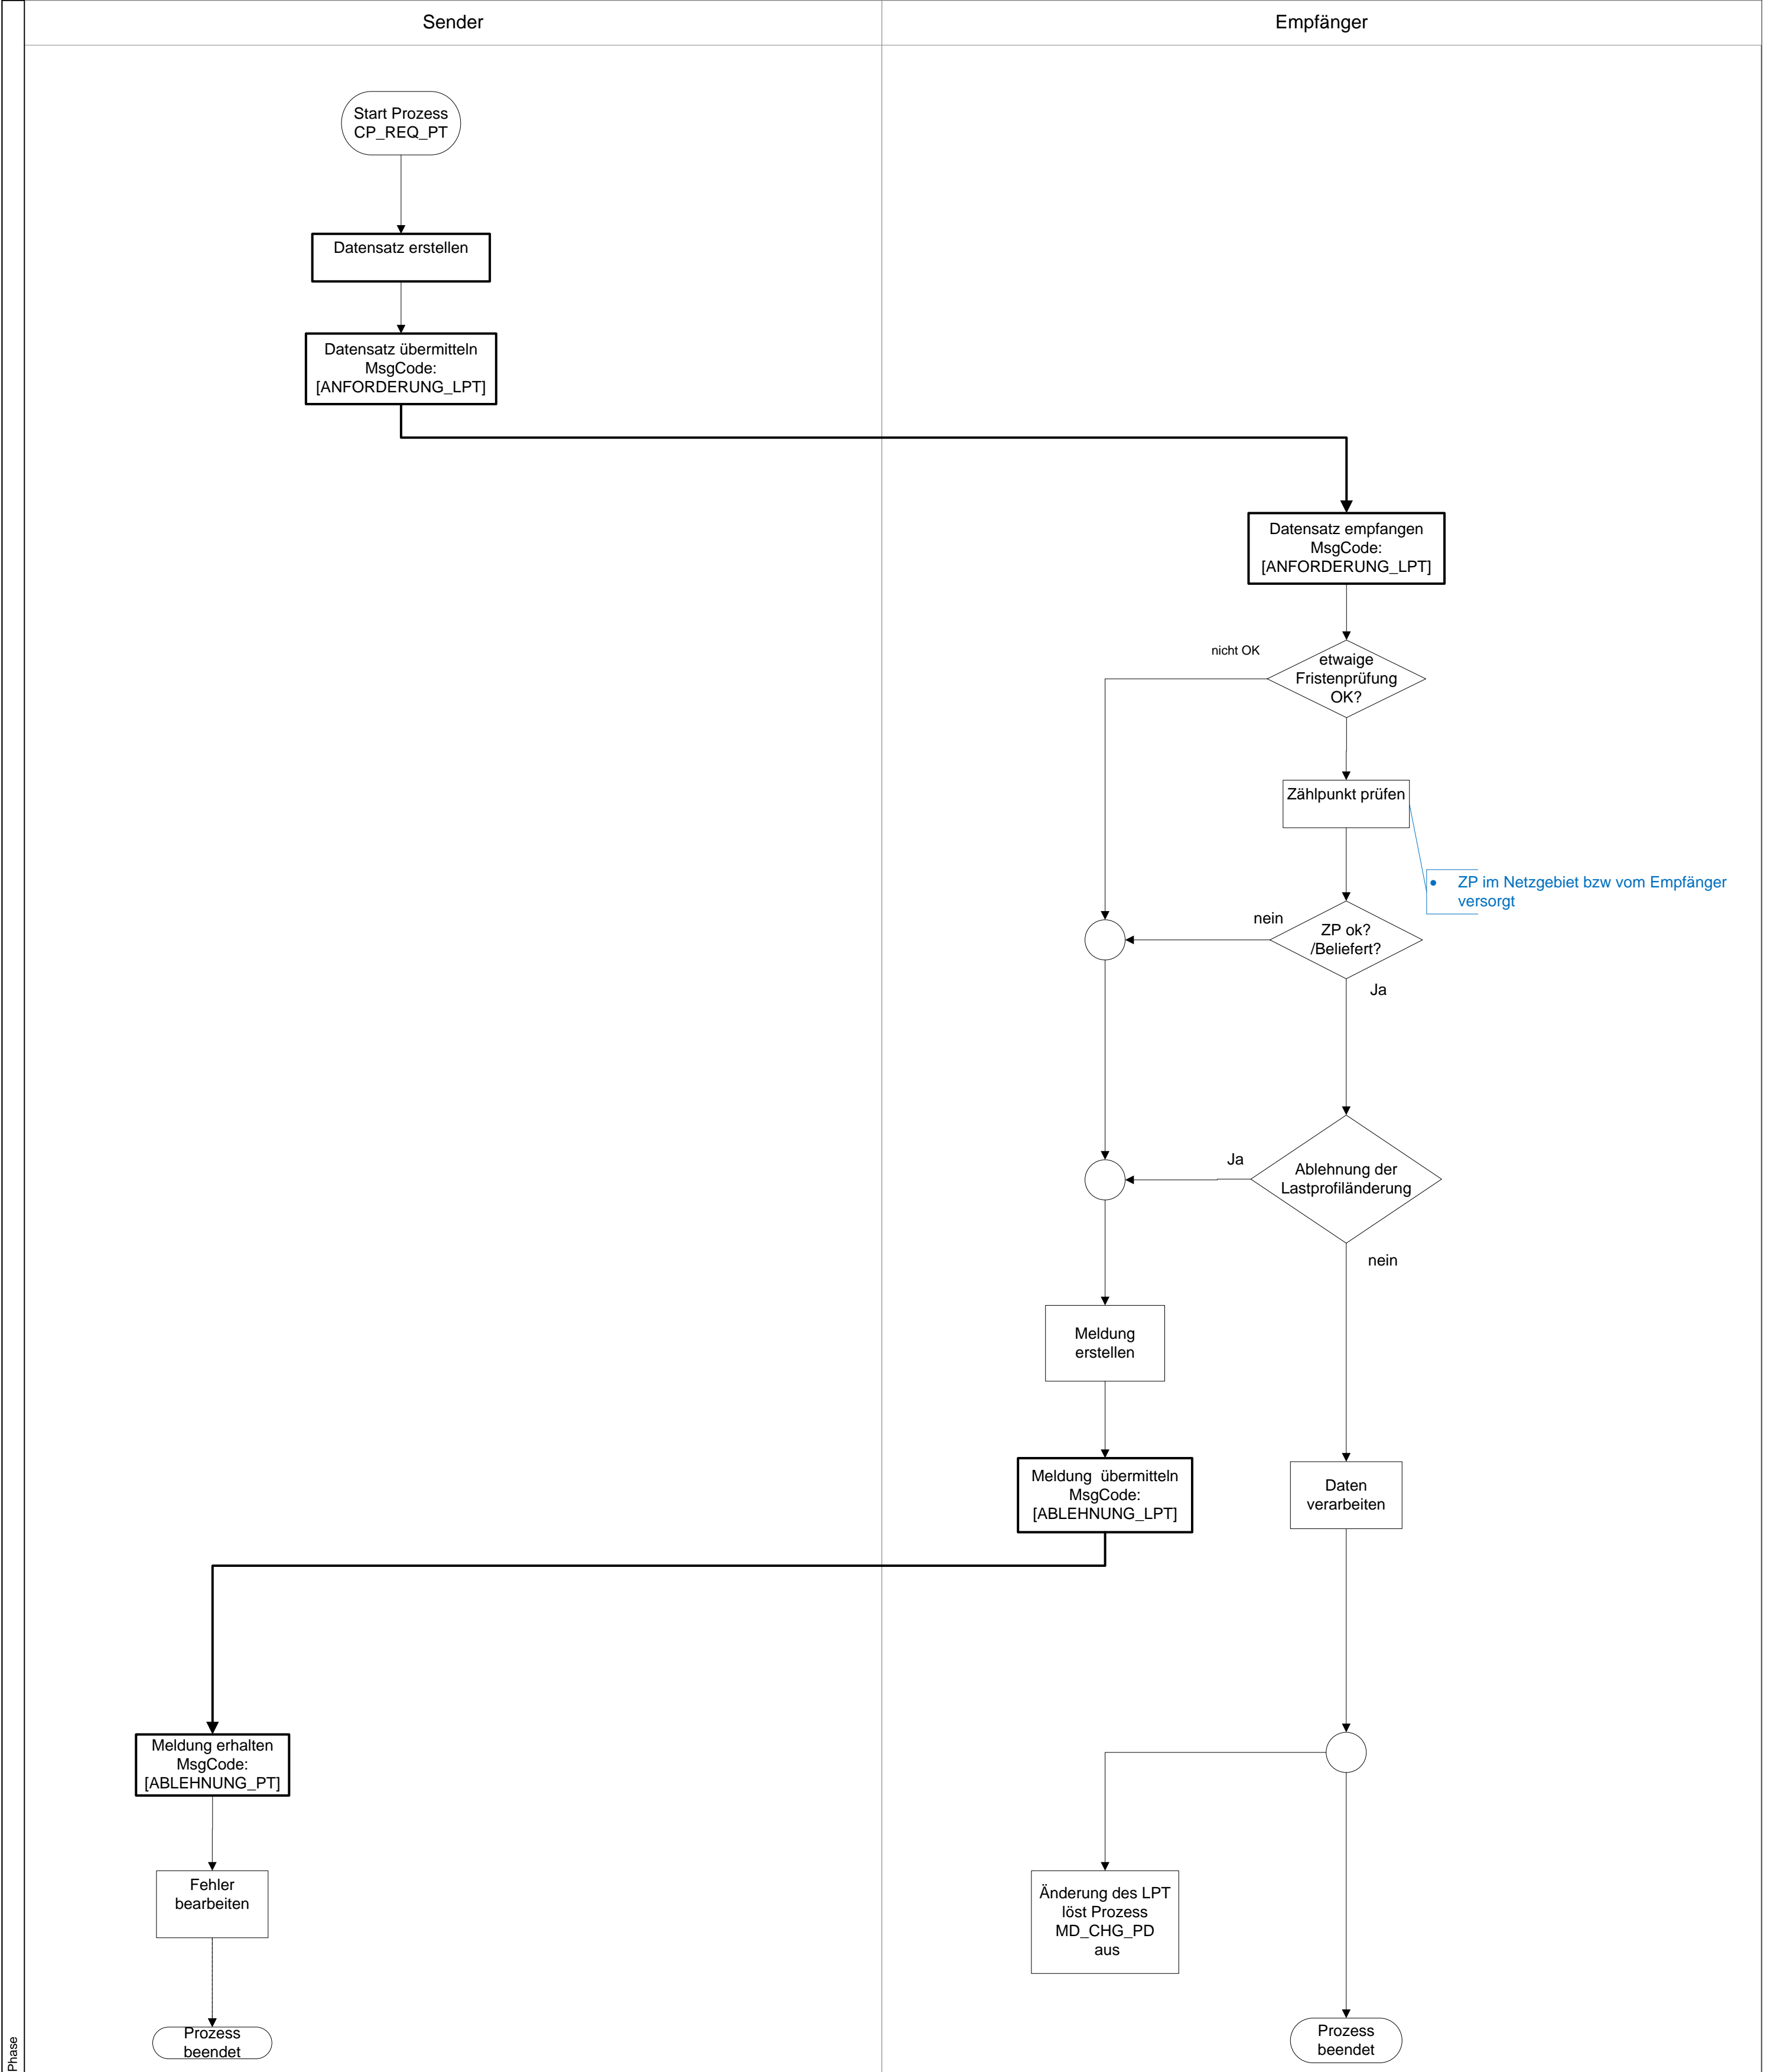 Sender
Empfänger
Start Prozess
CP_REQ_PT
Datensatz erstellen
Datensatz übermitteln
MsgCode:
[ANFORDERUNG_LPT]
Datensatz empfangen
MsgCode:
[ANFORDERUNG_LPT]
nicht OK
etwaige
Fristenprüfung
OK?
Zählpunkt prüfen
• ZP im Netzgebiet bzw vom Empfänger
versorgt
nein
ZP ok?
/Beliefert?
Ja
Ja
Ablehnung der
Lastprofiländerung
nein
Meldung
erstellen
Meldung übermitteln
MsgCode:
[ABLEHNUNG_LPT]
Daten
verarbeiten
Meldung erhalten
MsgCode:
[ABLEHNUNG_PT]
Fehler
bearbeiten
Änderung des LPT
löst Prozess
MD_CHG_PD
aus
Prozess
beendet
Prozess
beendet
Phase